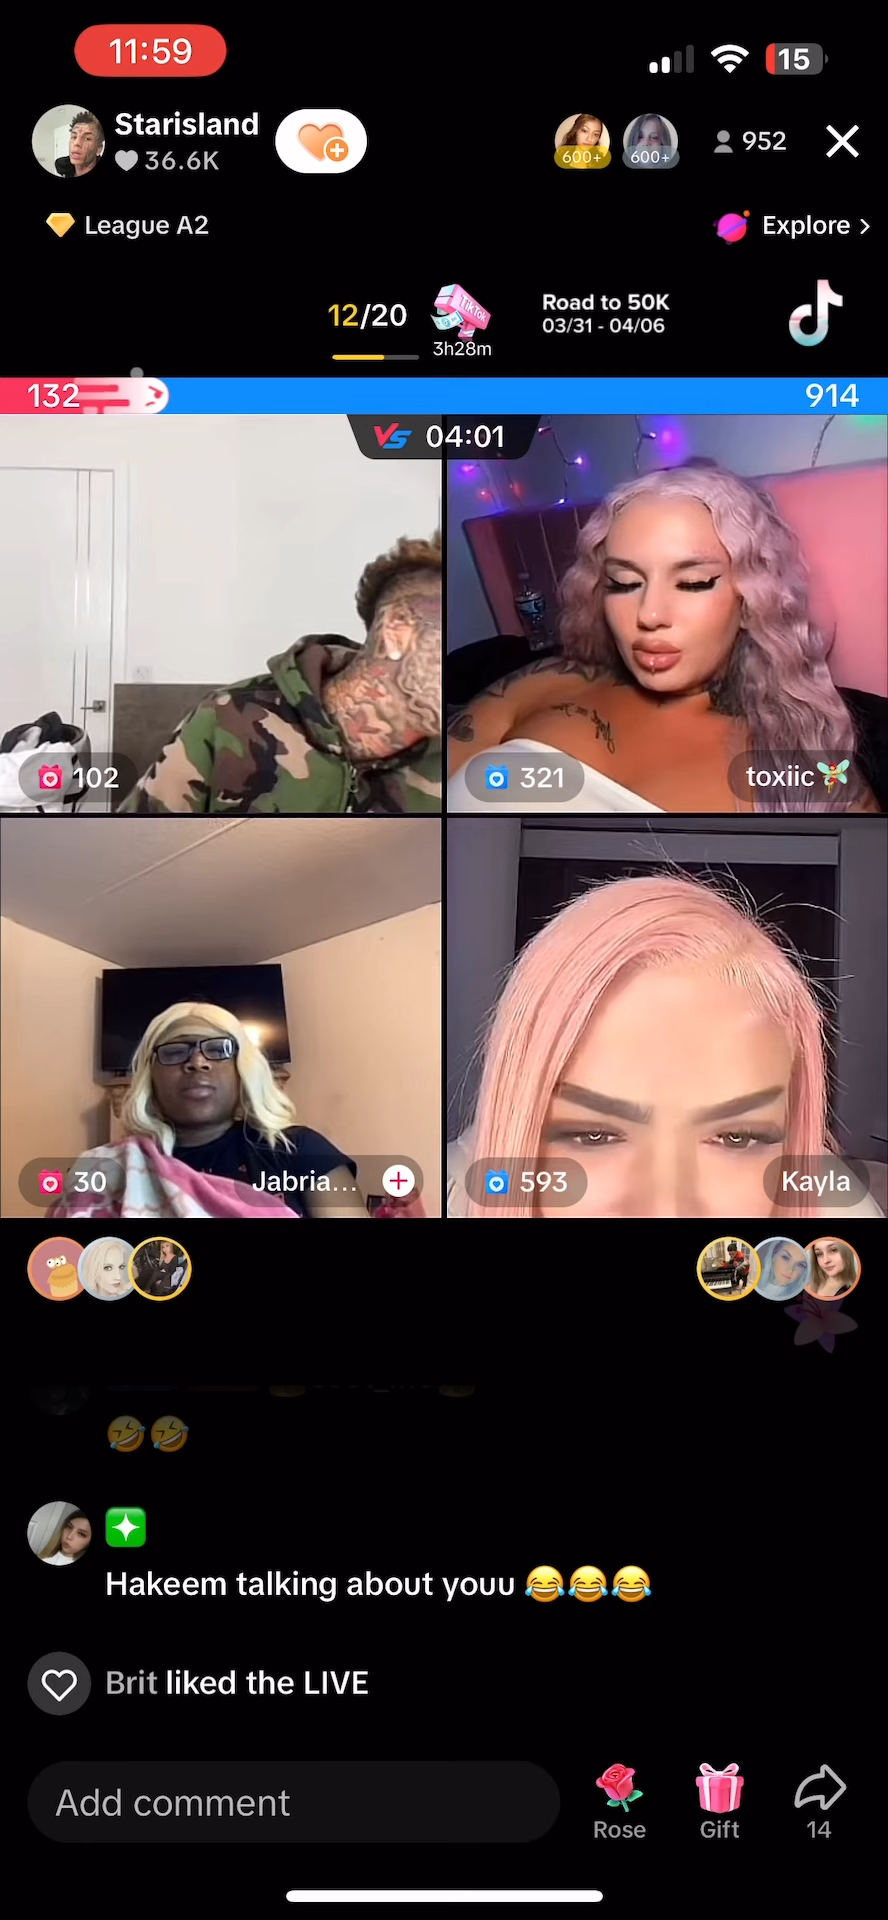 11:59
15
Starisland
36.6K
600+
600+
952
League A2
Explore >
12/20
TikTok
3h28m
Road to 50K
03/31 - 04/06
132
914
VS 04:01
102
321
toxiic
30
Jabria...
593
Kayla
Hakeem talking about youu 😂😂😂
Brit liked the LIVE
Add comment
Rose
Gift
14